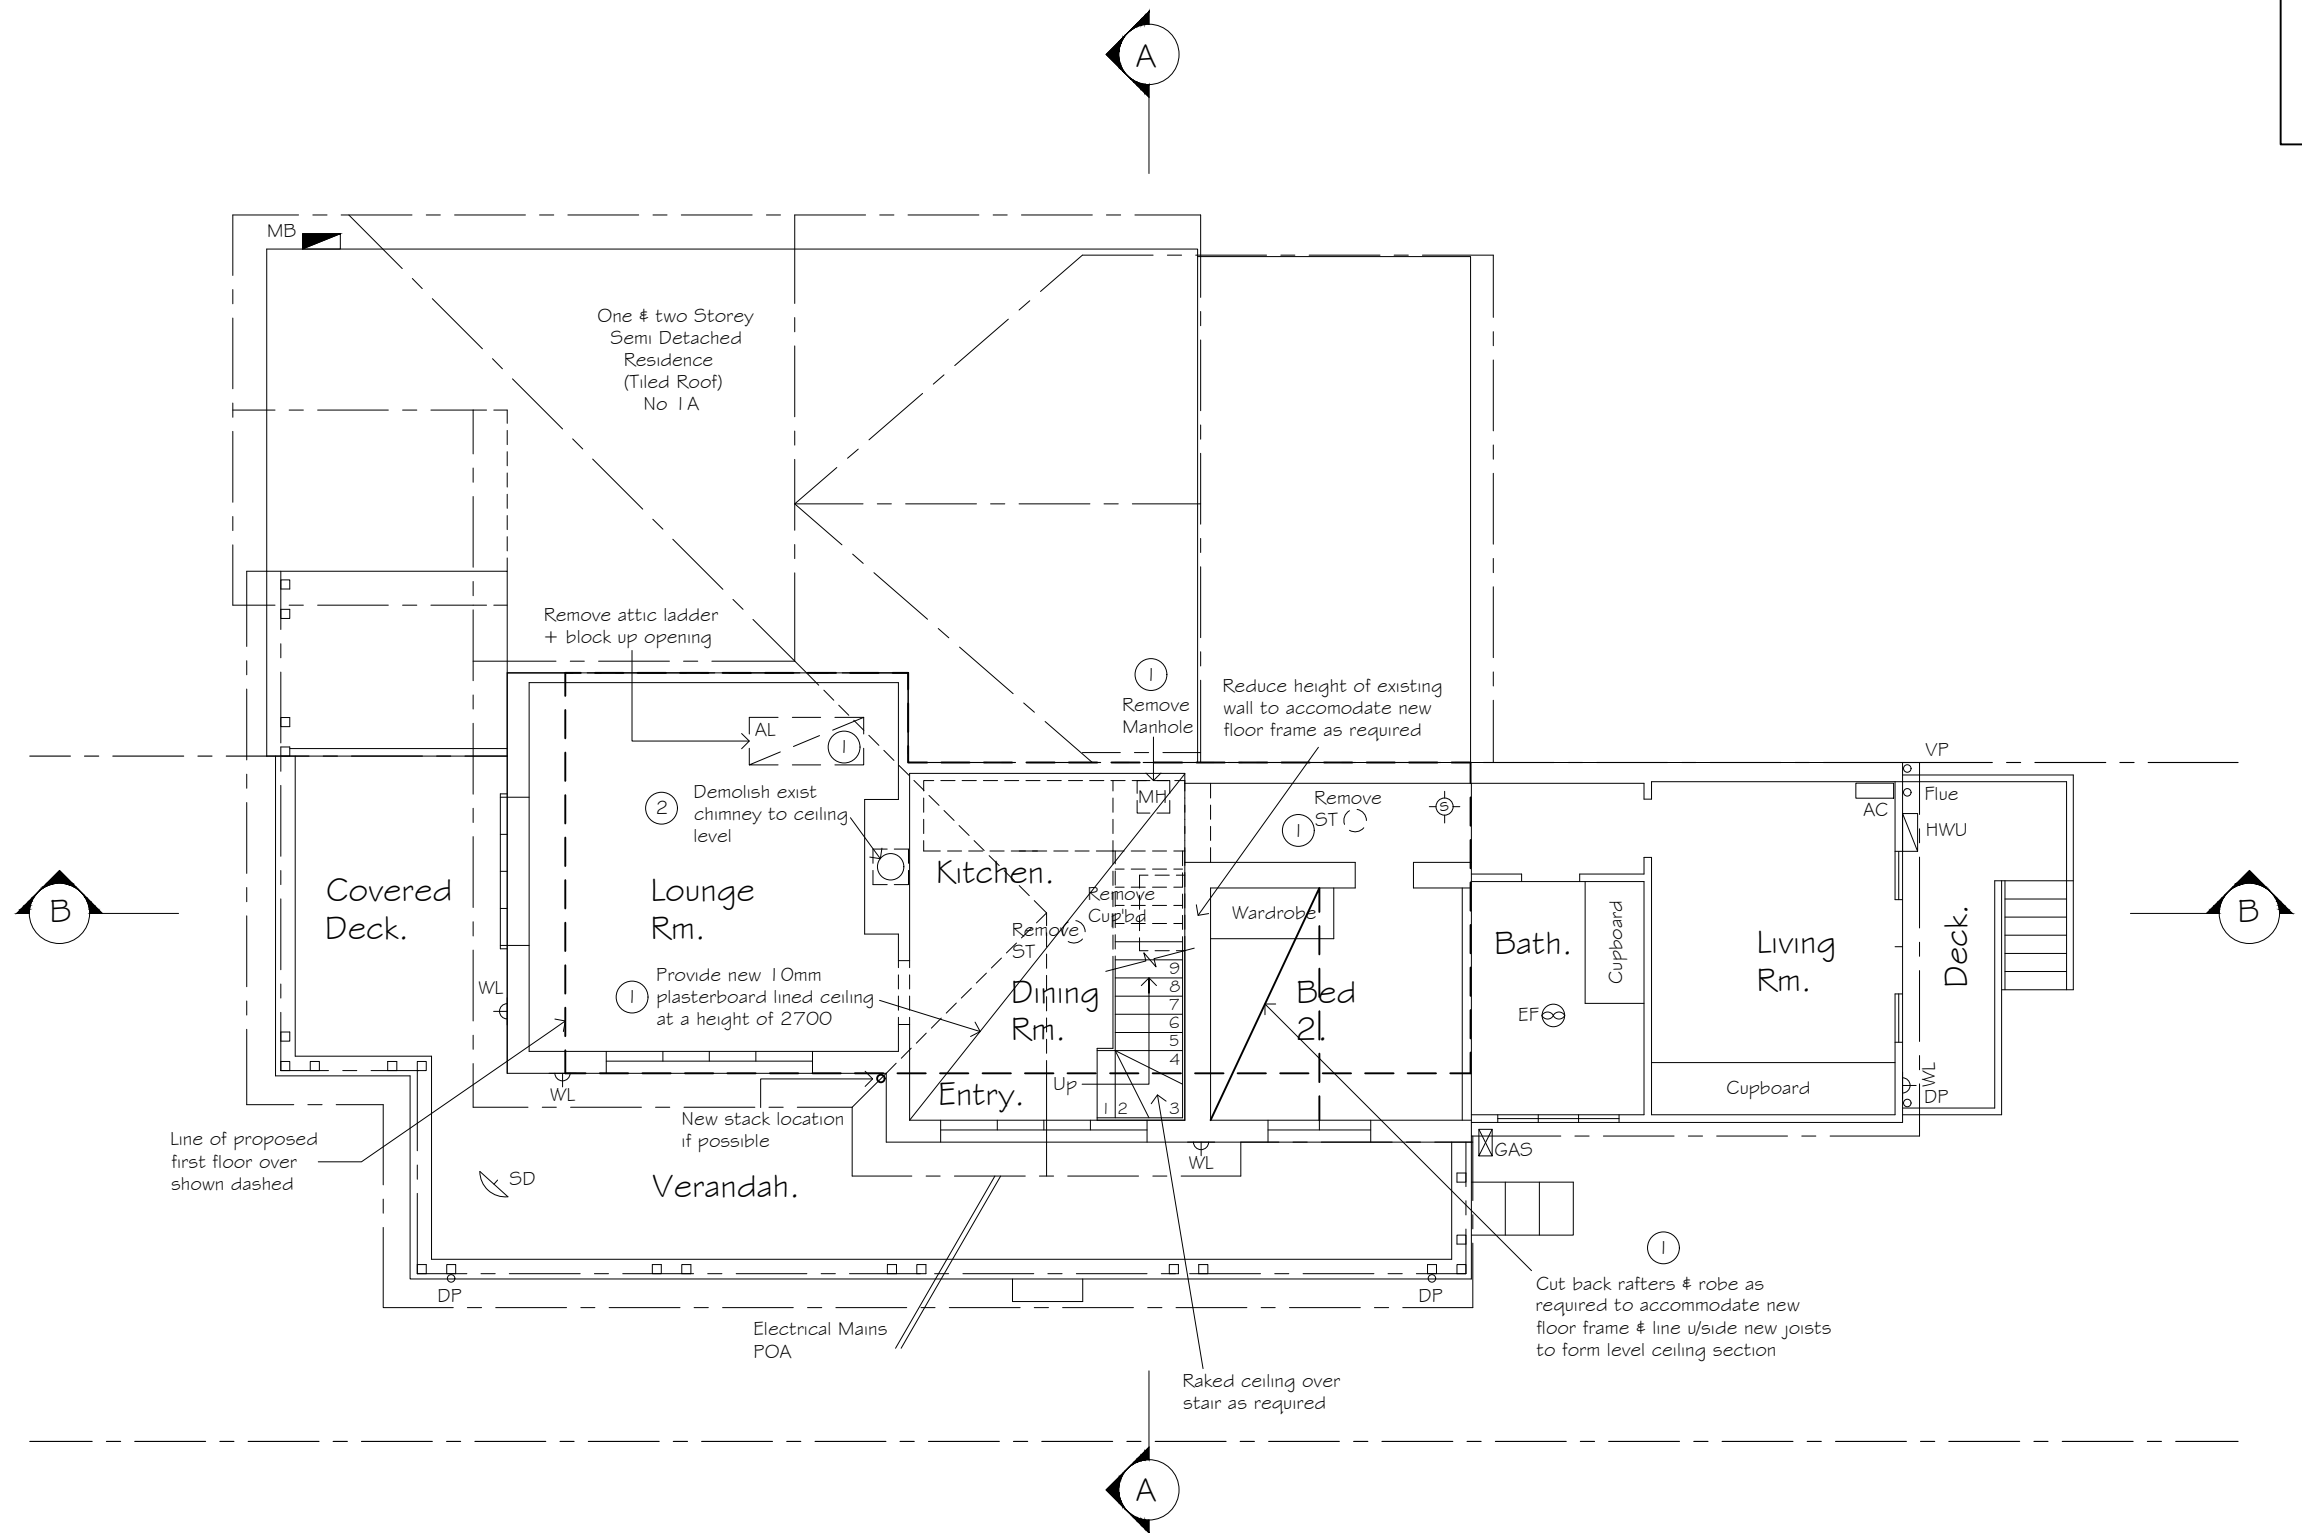 A
MB
One & two Storey
Semi Detached
Residence
(Tiled Roof)
No 1A
Remove attic ladder
+ block up opening
1
Remove
Manhole
Reduce height of existing
wall to accomodate new
floor frame as required
AL
1
MH
VP
2
Demolish exist
chimney to ceiling
level
Remove
ST
1
S
AC
Flue
HWU
B
Covered
Deck.
Lounge
Rm.
Kitchen.
Remove
Cup'bd
Remove
ST
Wardrobe
Bath.
Cupboard
Living
Rm.
Deck.
B
WL
1
Provide new 10mm
plasterboard lined ceiling
at a height of 2700
Dining
Rm.
9
8
7
6
5
4
Bed
2.
EF
WL
Entry.
Up
1
2
3
Cupboard
WL
DP
New stack location
if possible
Line of proposed
first floor over
shown dashed
SD
Verandah.
WL
GAS
DP
DP
1
Cut back rafters & robe as
required to accommodate new
floor frame & line u/side new joists
to form level ceiling section
Electrical Mains
POA
Raked ceiling over
stair as required
A